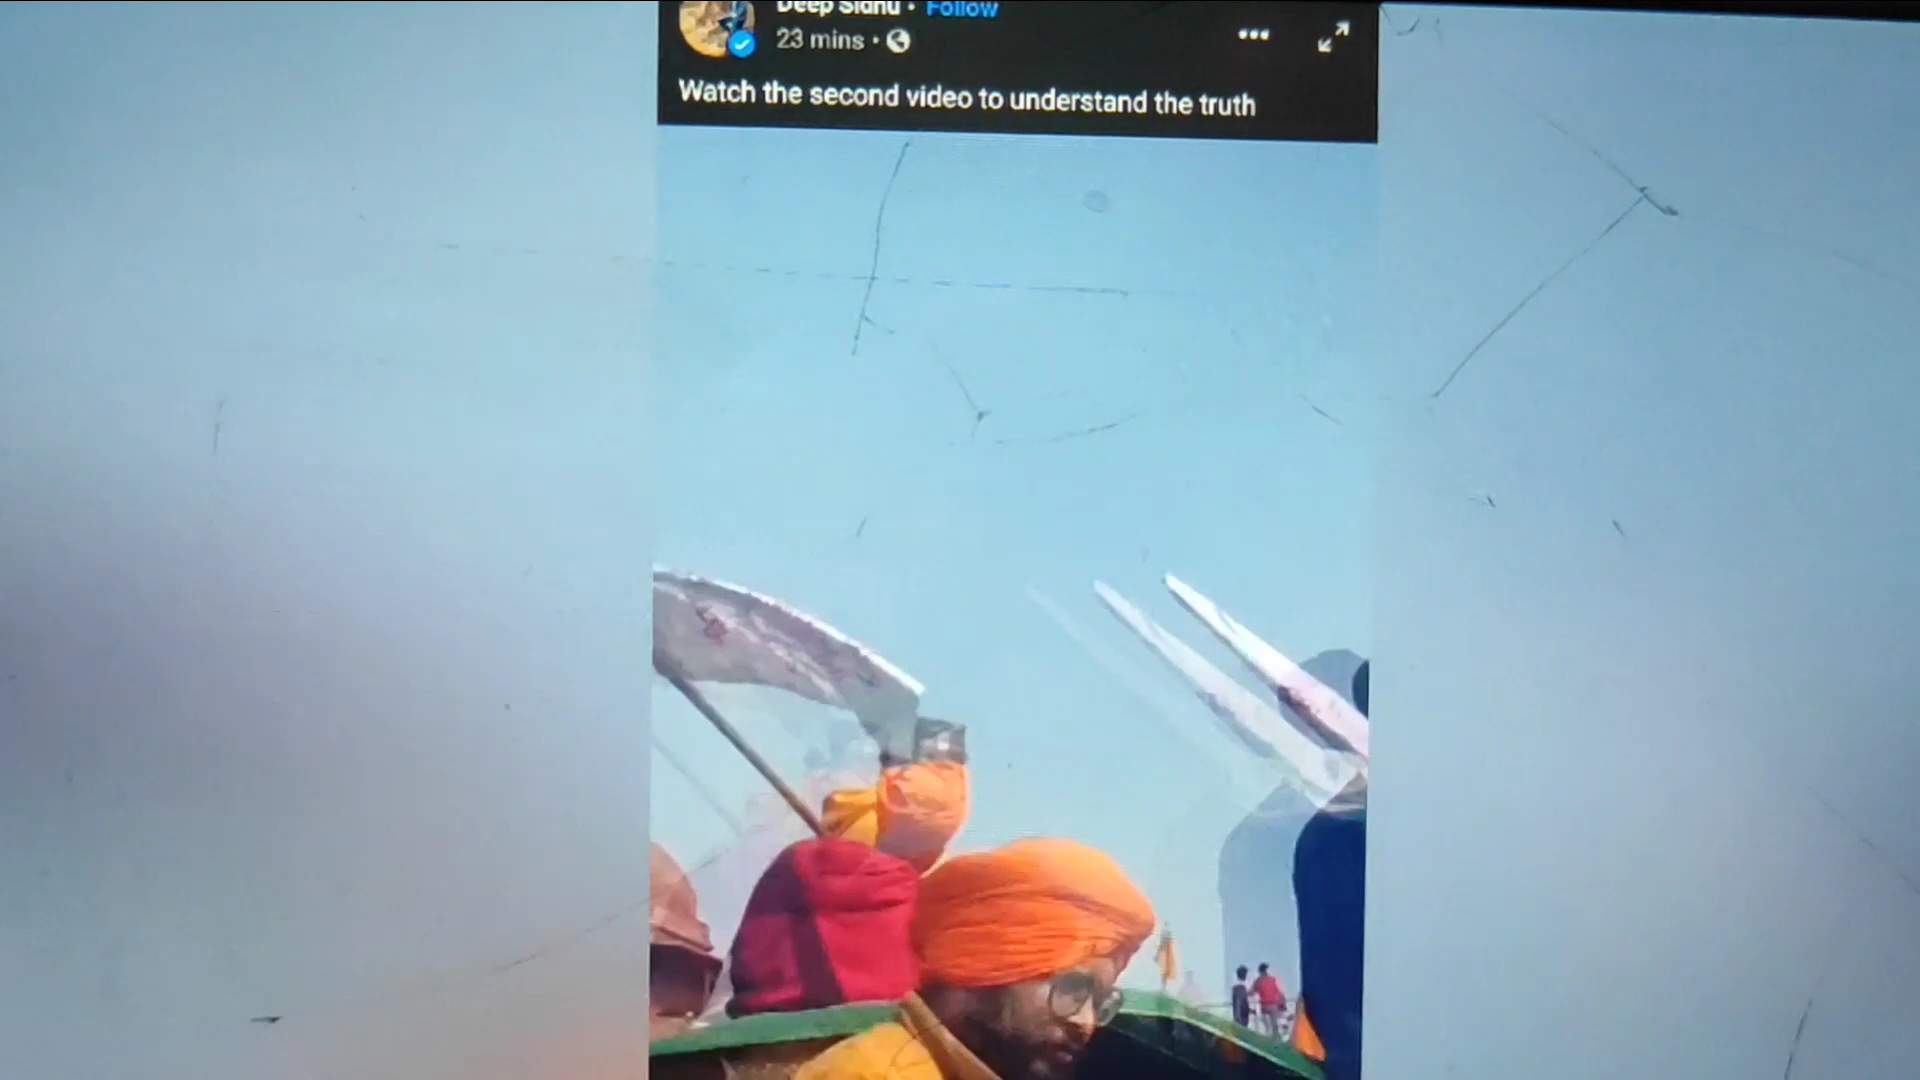 Deep Sidhu • Follow
23 mins •
Watch the second video to understand the truth